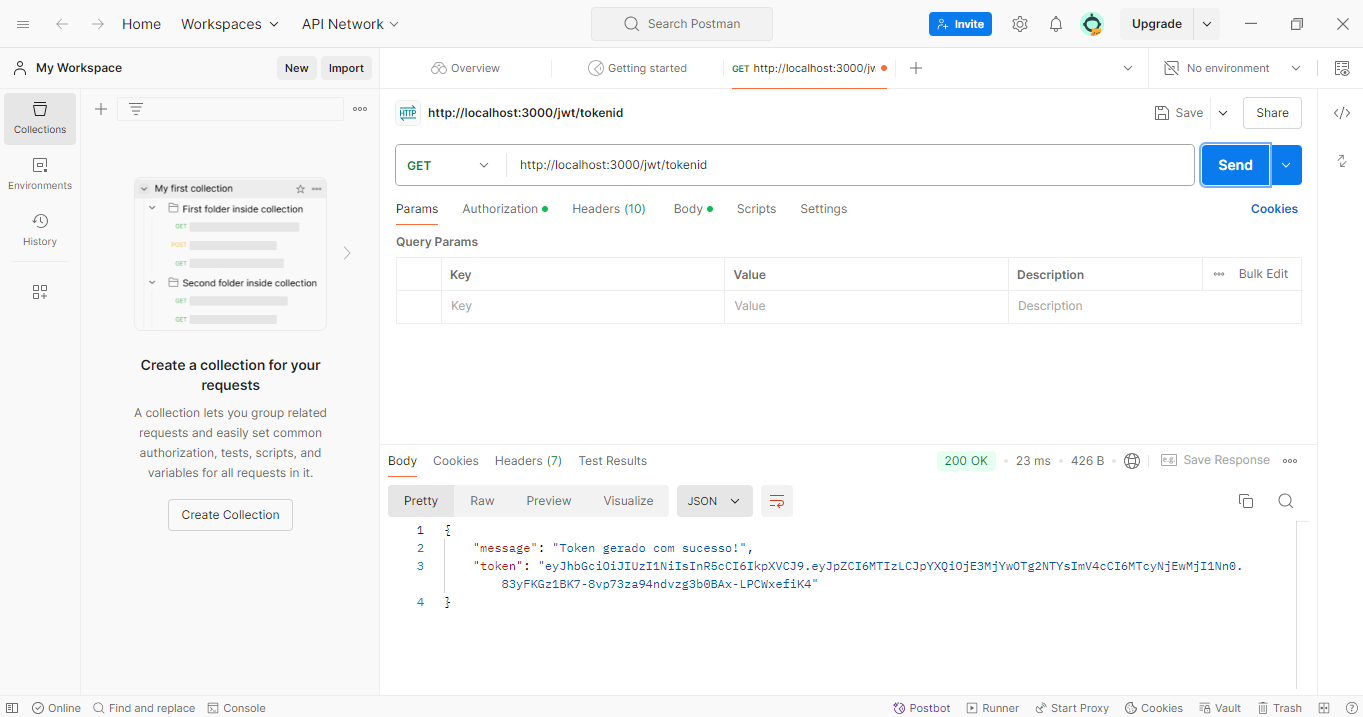 Home Workspaces API Network Search Postman Invite Upgrade
My Workspace New Import Overview Getting started GET http://localhost:3000/jw No environment
Collections
Environments
History
My first collection
First folder inside collection
GET
POST
GET
Second folder inside collection
GET
GET
Create a collection for your
requests
A collection lets you group related
requests and easily set common
authorization, tests, scripts, and
variables for all requests in it.
Create Collection
HTTP http://localhost:3000/jwt/tokenid Save Share
GET http://localhost:3000/jwt/tokenid Send
Params Authorization Headers (10) Body Scripts Settings Cookies
Query Params
Key Value Description Bulk Edit
Key Value Description
Body Cookies Headers (7) Test Results 200 OK 23 ms 426 B e.g. Save Response
Pretty Raw Preview Visualize JSON
1 {
2 "message": "Token gerado com sucesso!",
3 "token": "eyJhbGciOiJIUzI1NiIsInR5cCI6IkpXVCJ9.eyJpZCI6MTIzLCJpYXQiOjE3MjYwOTg2NTYsImV4cCI6MTcyNjEwMjI1Nn0.
83yFKGz1BK7-8vp73za94ndvzg3b0BAx-LPCWxefiK4"
4 }
Online Find and replace Console Postbot Runner Start Proxy Cookies Vault Trash